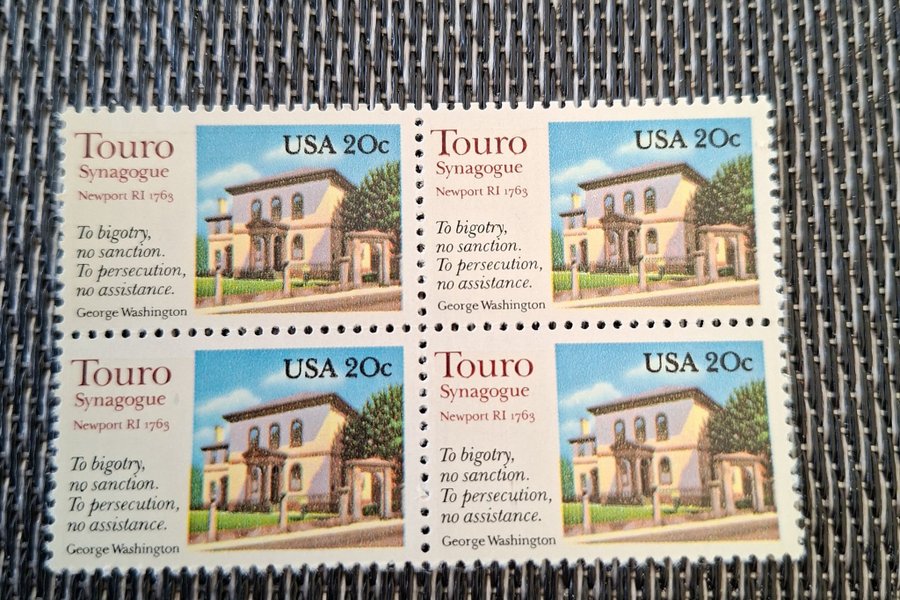 Touro
Synagogue
Newport RI 1763
To bigotry,
no sanction.
To persecution,
no assistance.
George Washington
USA 20c
Touro
Synagogue
Newport RI 1763
To bigotry,
no sanction.
To persecution,
no assistance.
George Washington
USA 20c
Touro
Synagogue
Newport RI 1763
To bigotry,
no sanction.
To persecution,
no assistance.
George Washington
USA 20c
Touro
Synagogue
Newport RI 1763
To bigotry,
no sanction.
To persecution,
no assistance.
George Washington
USA 20c